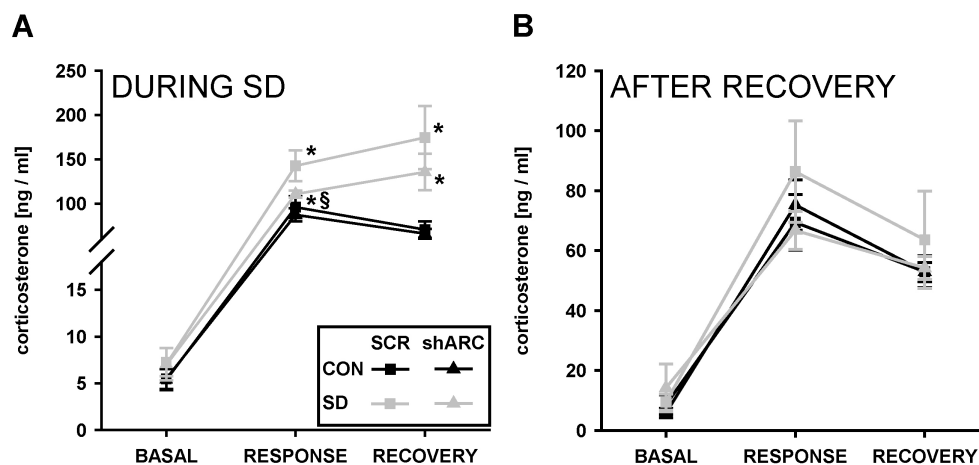 A
DURING SD
corticosterone [ng / ml]
250
200
150
100
15
10
5
0
*
*
* §
*
SCR shARC
CON
SD
BASAL RESPONSE RECOVERY
B
AFTER RECOVERY
corticosterone [ng / ml]
120
100
80
60
40
20
0
BASAL RESPONSE RECOVERY